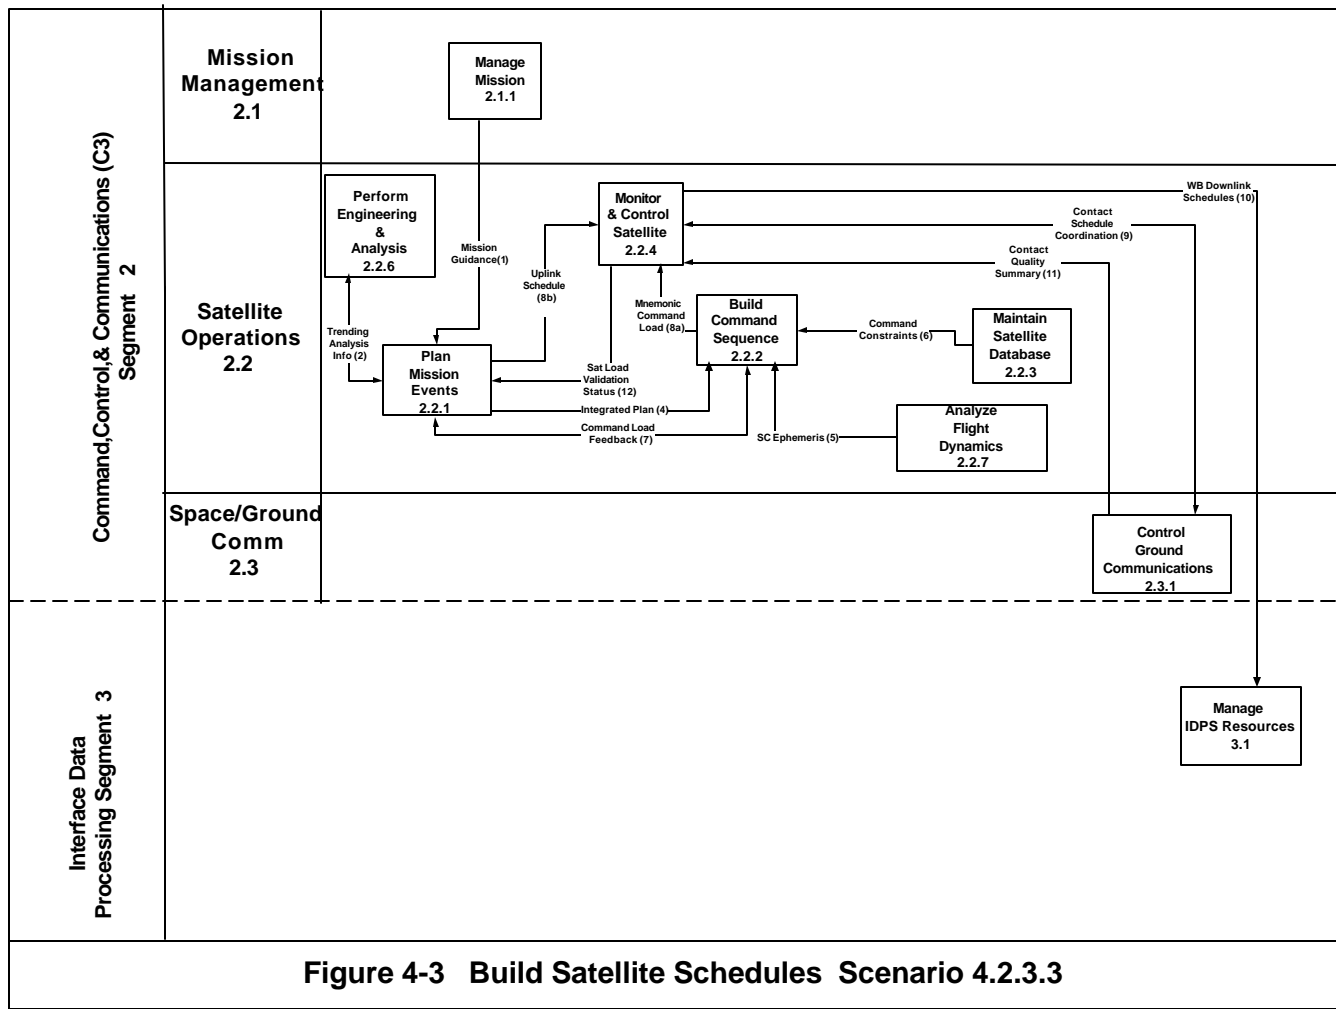 Command,Control,& Communications (C3)
Segment 2
Mission
Management
2.1
Manage
Mission
2.1.1
Satellite
Operations
2.2
Perform
Engineering
&
Analysis
2.2.6
Mission
Guidance(1)
Trending
Analysis
Info (2)
Plan
Mission
Events
2.2.1
Uplink
Schedule
(8b)
Monitor
& Control
Satellite
2.2.4
Sat Load
Validation
Status (12)
Integrated Plan (4)
Command Load
Feedback (7)
Mnemonic
Command
Load (8a)
Build
Command
Sequence
2.2.2
WB Downlink
Schedules (10)
Contact
Schedule
Coordination (9)
Contact
Quality
Summary (11)
Command
Constraints (6)
Maintain
Satellite
Database
2.2.3
SC Ephemeris (5)
Analyze
Flight
Dynamics
2.2.7
Space/Ground
Comm
2.3
Control
Ground
Communications
2.3.1
Interface Data
Processing Segment 3
Manage
IDPS Resources
3.1
Figure 4-3 Build Satellite Schedules Scenario 4.2.3.3